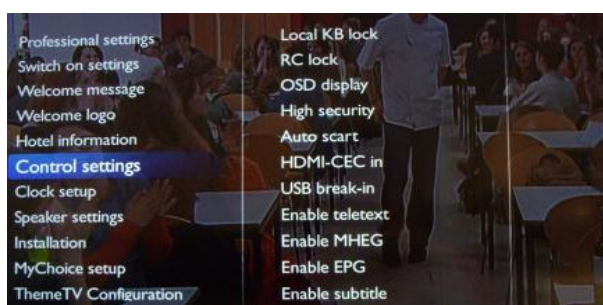 Professional settings
Switch on settings
Welcome message
Welcome logo
Hotel information
Control settings
Clock setup
Speaker settings
Installation
MyChoice setup
ThemeTV Configuration
Local KB lock
RC lock
OSD display
High security
Auto scart
HDMI-CEC in
USB break-in
Enable teletext
Enable MHEG
Enable EPG
Enable subtitle